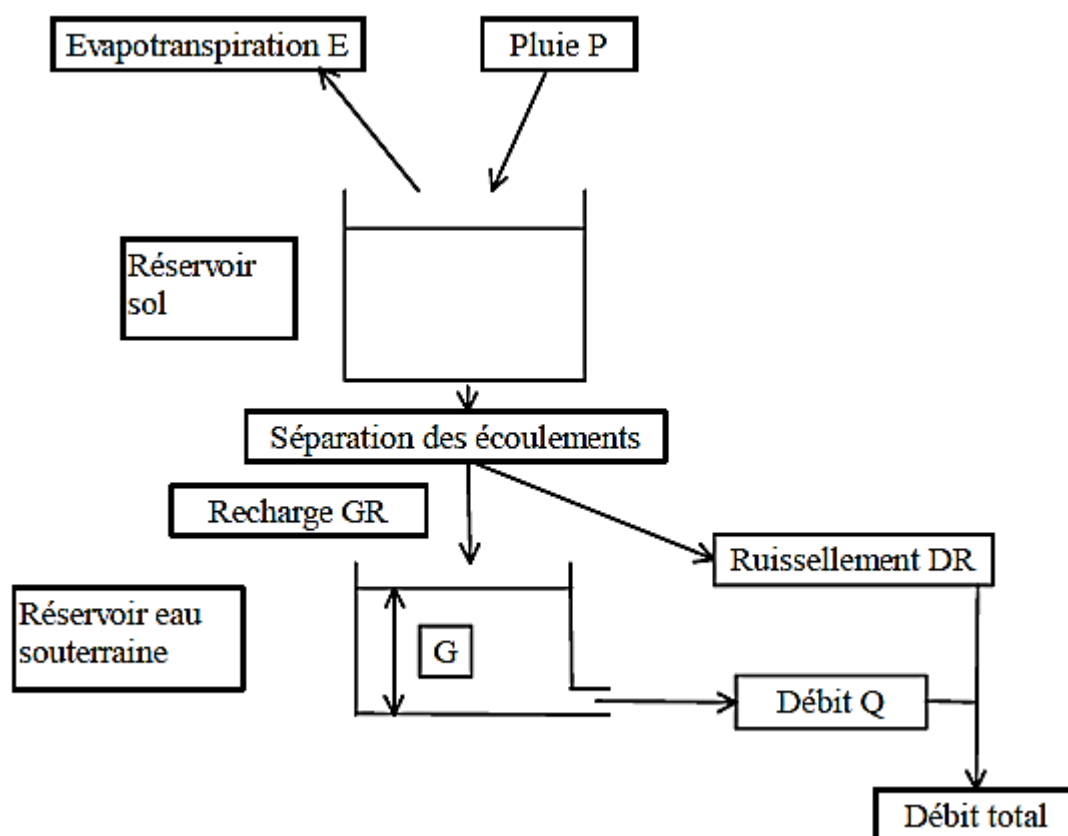 Evapotranspiration E
Pluie P
Réservoir
sol
Séparation des écoulements
Recharge GR
Ruissellement DR
Réservoir eau
souterraine
G
Débit Q
Débit total